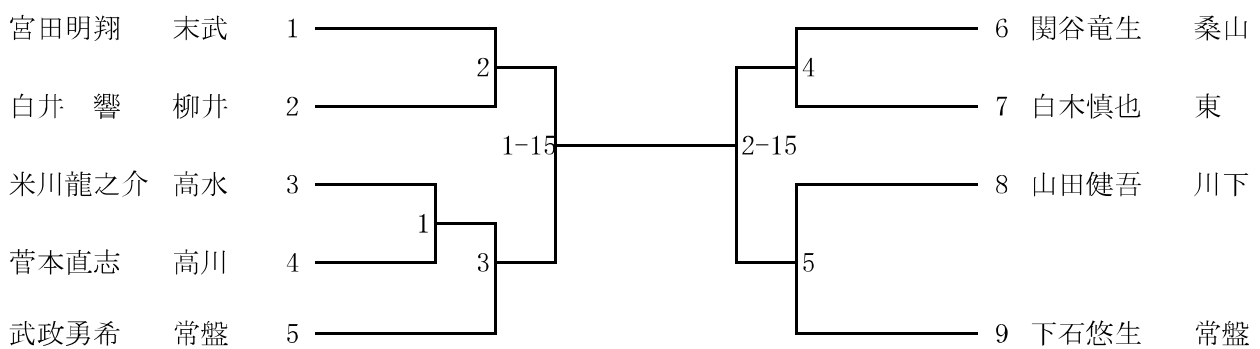 宮田明翔 末武 1
2
白井 響 柳井 2
1-15
米川龍之介 高水 3
1
菅本直志 高川 4
3
武政勇希 常盤 5
6 関谷竜生 桑山
4
7 白木慎也 東
2-15
8 山田健吾 川下
5
9 下石悠生 常盤